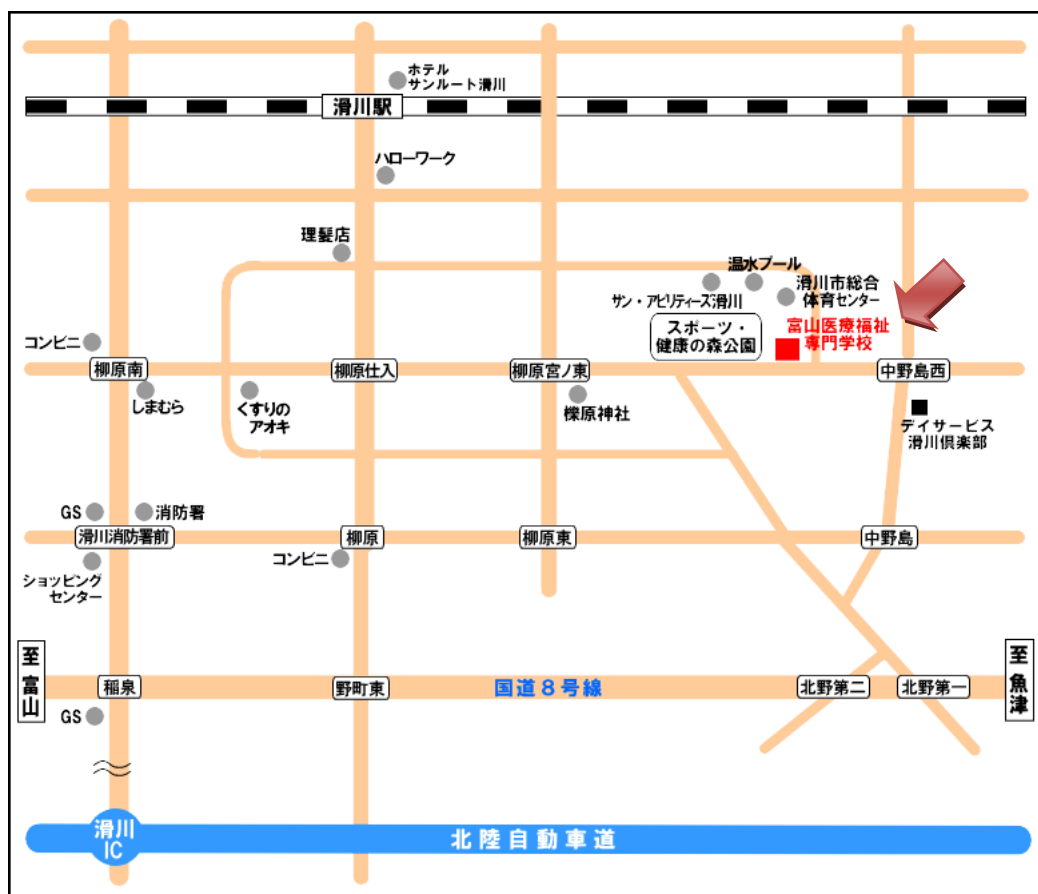 ホテル
サンルート滑川
滑川駅
ハローワーク
理髪店
温水プール
サン・アビリティーズ滑川
滑川市総合
体育センター
スポーツ・
健康の森公園
富山医療福祉
専門学校
コンビニ
柳原南
柳原仕入
柳原宮ノ東
中野島西
しまむら
くすりの
アオキ
櫟原神社
デイサービス
滑川倶楽部
GS
消防署
滑川消防署前
柳原
柳原東
中野島
コンビニ
ショッピング
センター
至富山
稲泉
野町東
国道8号線
北野第二
北野第一
至魚津
GS
滑川
IC
北陸自動車道